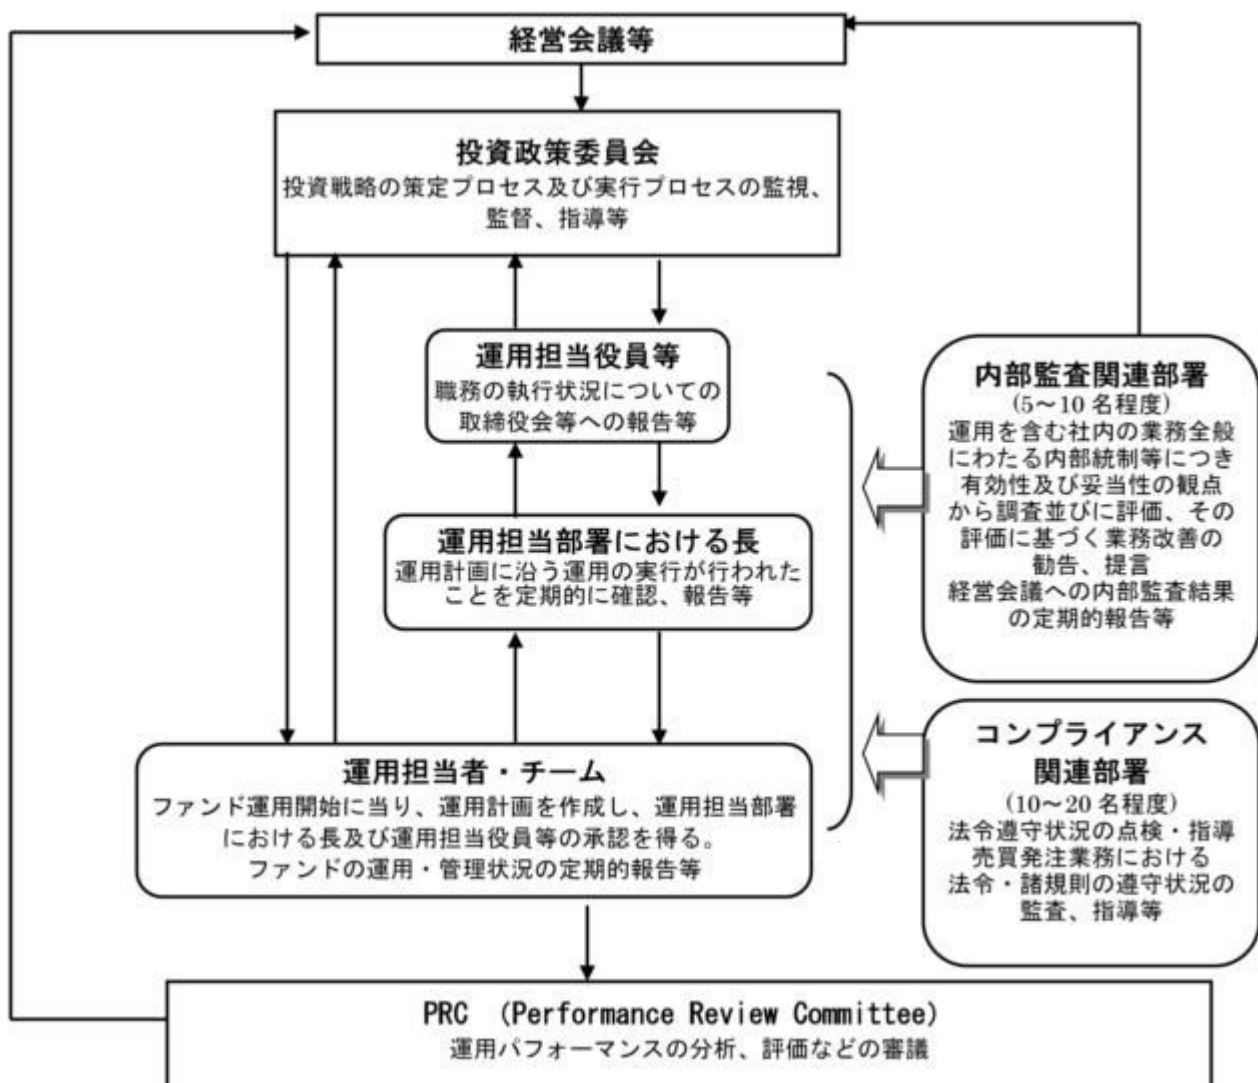 経営会議等
投資政策委員会
投資戦略の策定プロセス及び実行プロセスの監視、
監督、指導等
運用担当役員等
職務の執行状況についての
取締役会等への報告等
運用担当部署における長
運用計画に沿う運用の実行が行われた
ことを定期的に確認、報告等
運用担当者・チーム
ファンド運用開始に当り、運用計画を作成し、運用担当部署
における長及び運用担当役員等の承認を得る。
ファンドの運用・管理状況の定期的報告等
内部監査関連部署
(5～10 名程度)
運用を含む社内の業務全般
にわたる内部統制等につき
有効性及び妥当性の観点
から調査並びに評価、その
評価に基づく業務改善の
勧告、提言
経営会議への内部監査結果
の定期的報告等
コンプライアンス
関連部署
(10～20 名程度)
法令遵守状況の点検・指導
売買発注業務における
法令・諸規則の遵守状況の
監査、指導等
PRC (Performance Review Committee)
運用パフォーマンスの分析、評価などの審議